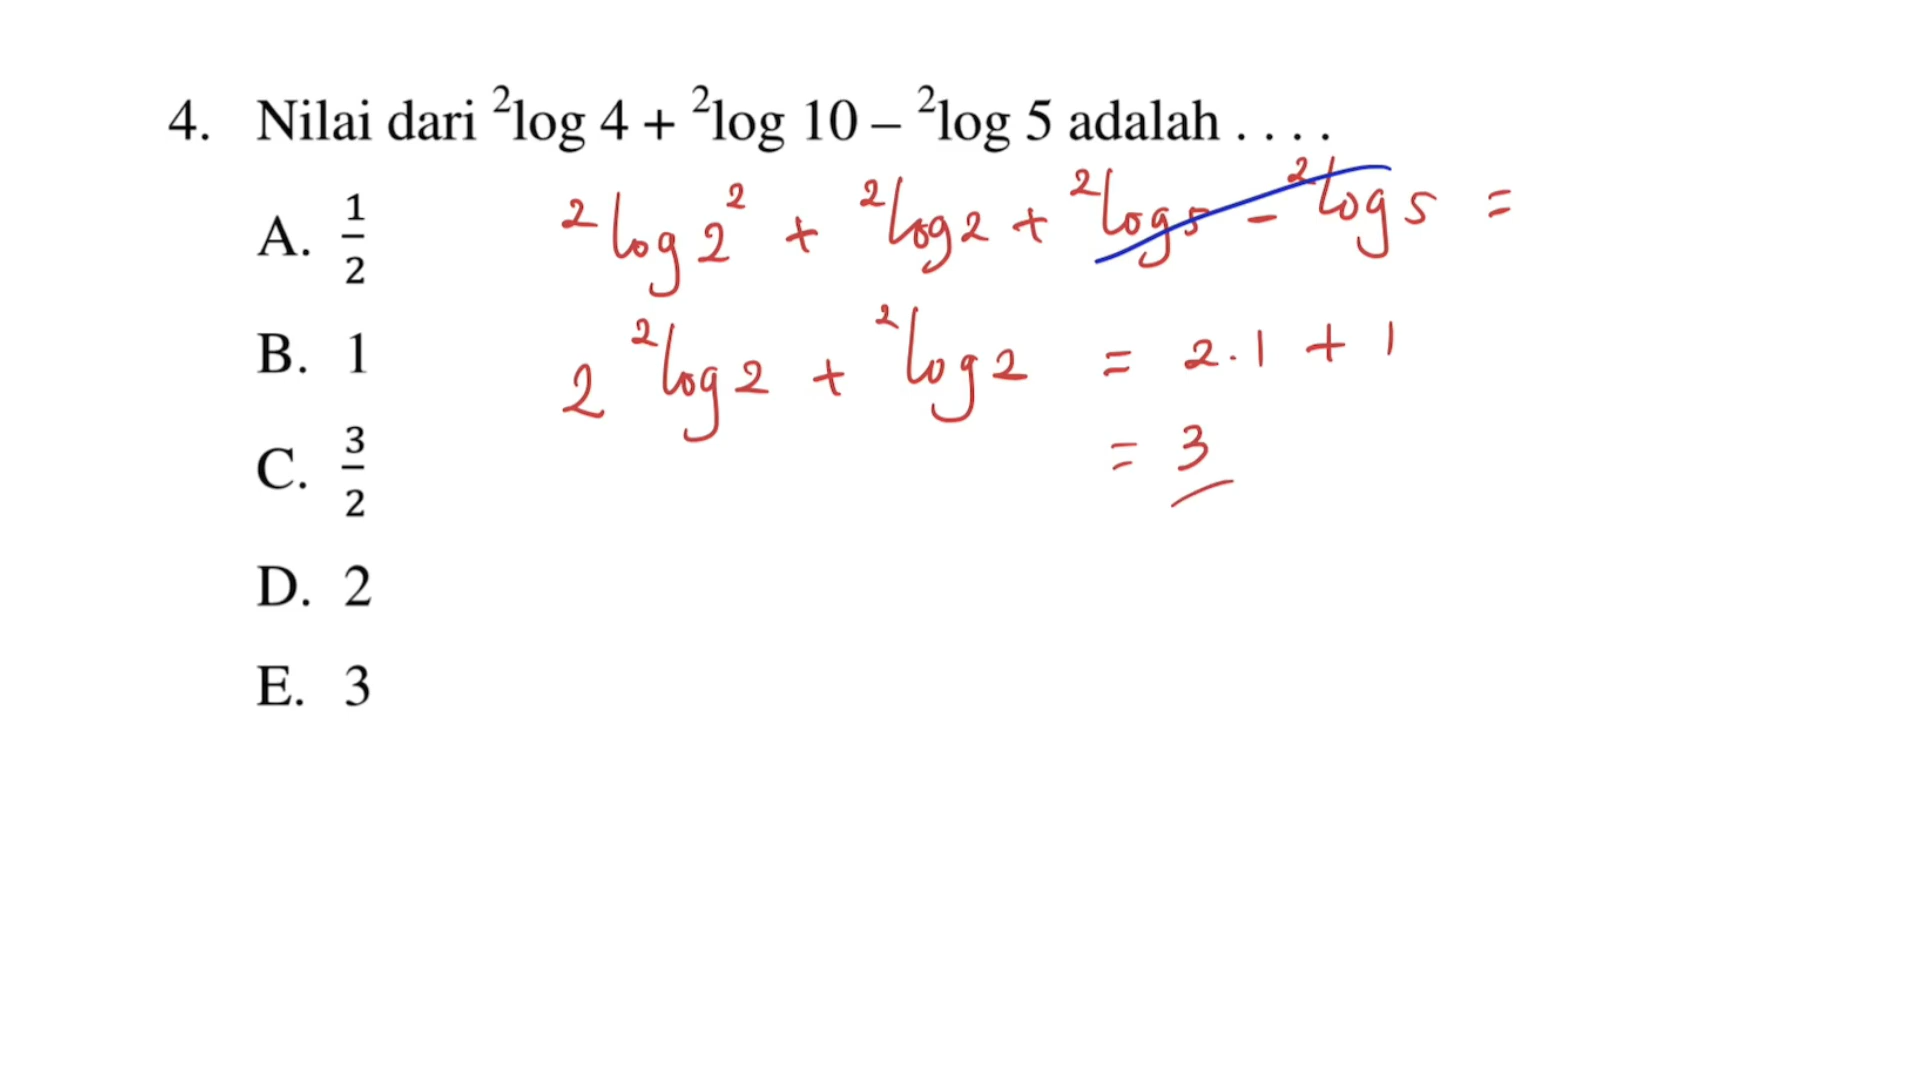 4. Nilai dari ²log 4 + ²log 10 – ²log 5 adalah . . . .
²log 2² + ²log 2 + ²log 5 - ²log 5 =
A. 1/2
B. 1
2 ²log 2 + ²log 2 = 2.1 + 1
C. 3/2
= 3
D. 2
E. 3